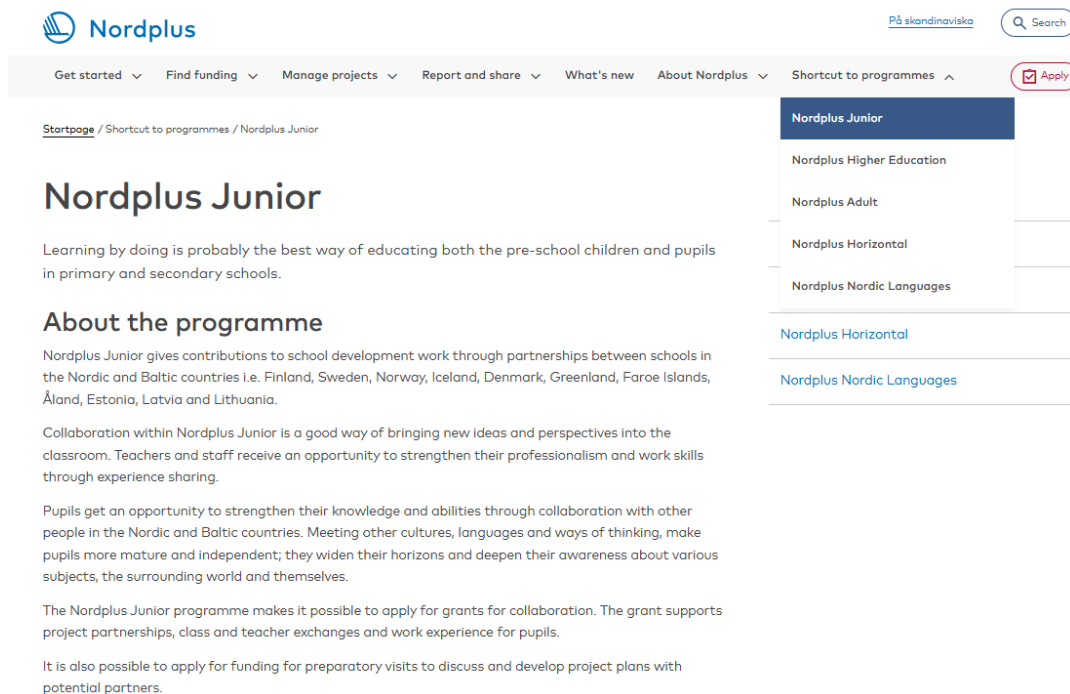 Nordplus
På skandinaviska
Search
Get started
Find funding
Manage projects
Report and share
What's new
About Nordplus
Shortcut to programmes
Apply
Startpage / Shortcut to programmes / Nordplus Junior
Nordplus Junior
Nordplus Higher Education
Nordplus Adult
Nordplus Horizontal
Nordplus Nordic Languages
Nordplus Junior
Learning by doing is probably the best way of educating both the pre-school children and pupils
in primary and secondary schools.
About the programme
Nordplus Junior gives contributions to school development work through partnerships between schools in
the Nordic and Baltic countries i.e. Finland, Sweden, Norway, Iceland, Denmark, Greenland, Faroe Islands,
Åland, Estonia, Latvia and Lithuania.
Collaboration within Nordplus Junior is a good way of bringing new ideas and perspectives into the
classroom. Teachers and staff receive an opportunity to strengthen their professionalism and work skills
through experience sharing.
Pupils get an opportunity to strengthen their knowledge and abilities through collaboration with other
people in the Nordic and Baltic countries. Meeting other cultures, languages and ways of thinking, make
pupils more mature and independent; they widen their horizons and deepen their awareness about various
subjects, the surrounding world and themselves.
The Nordplus Junior programme makes it possible to apply for grants for collaboration. The grant supports
project partnerships, class and teacher exchanges and work experience for pupils.
It is also possible to apply for funding for preparatory visits to discuss and develop project plans with
potential partners.
Nordplus Horizontal
Nordplus Nordic Languages